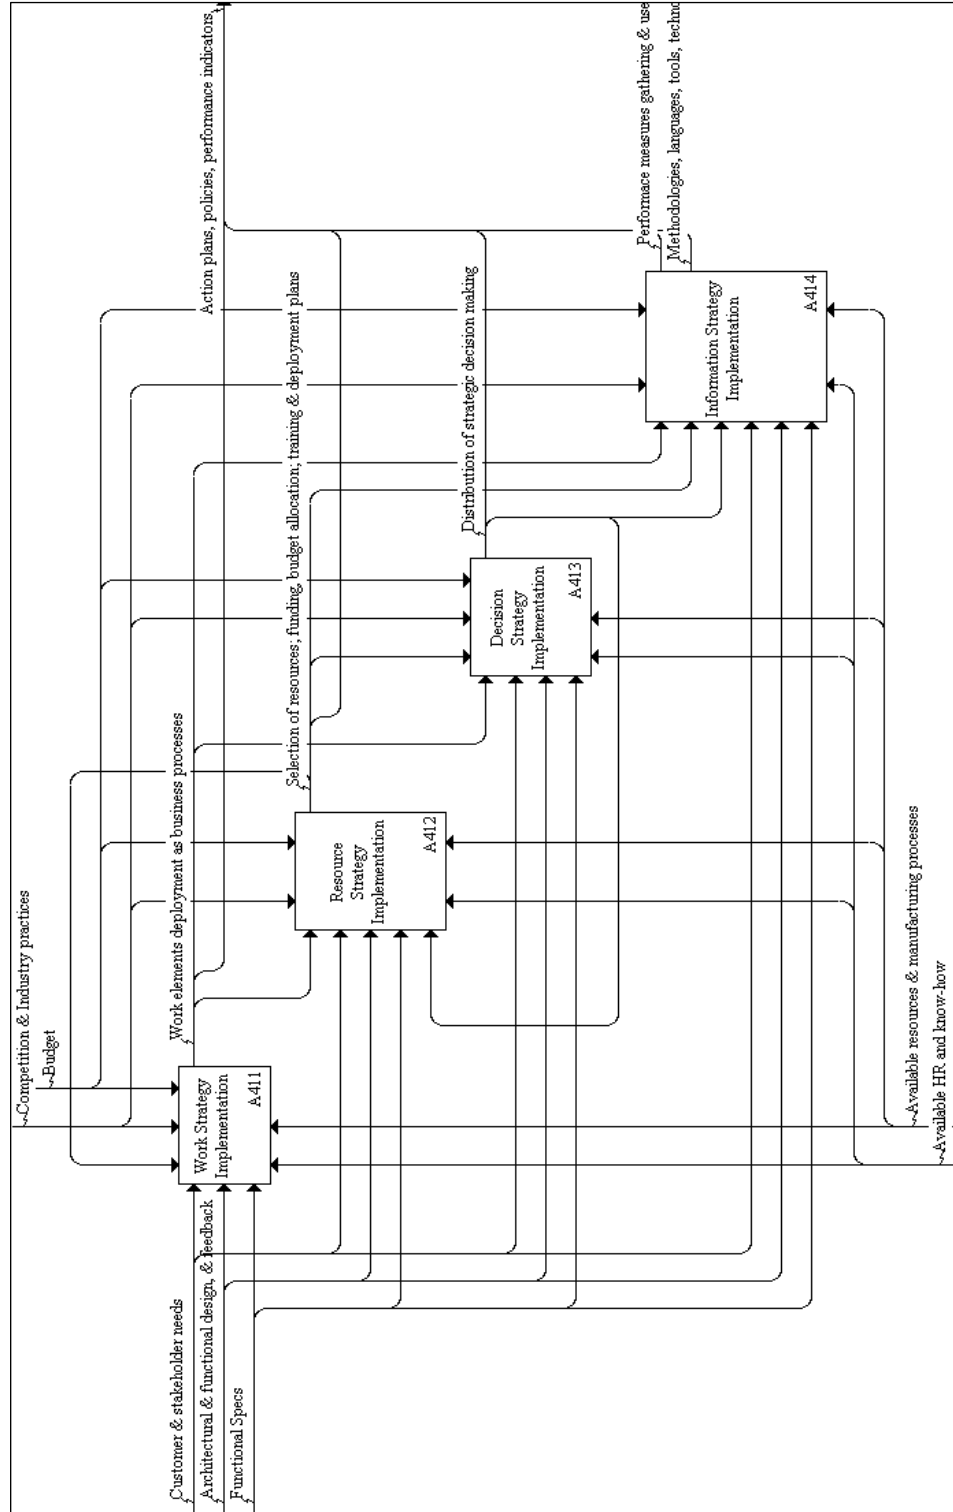 Competition & Industry practices
Budget
Customer & stakeholder needs
Architectural & functional design, & feedback
Functional Specs
Work Strategy
Implementation
A411
Work elements deployment as business processes
Resource
Strategy
Implementation
A412
Selection of resources; funding, budget allocation; training & deployment plans
Decision
Strategy
Implementation
A413
Distribution of strategic decision making
Information Strategy
Implementation
A414
Action plans, policies, performance indicators
Performace measures gathering & use
Methodologies, languages, tools, techno
Available resources & manufacturing processes
Available HR and know-how